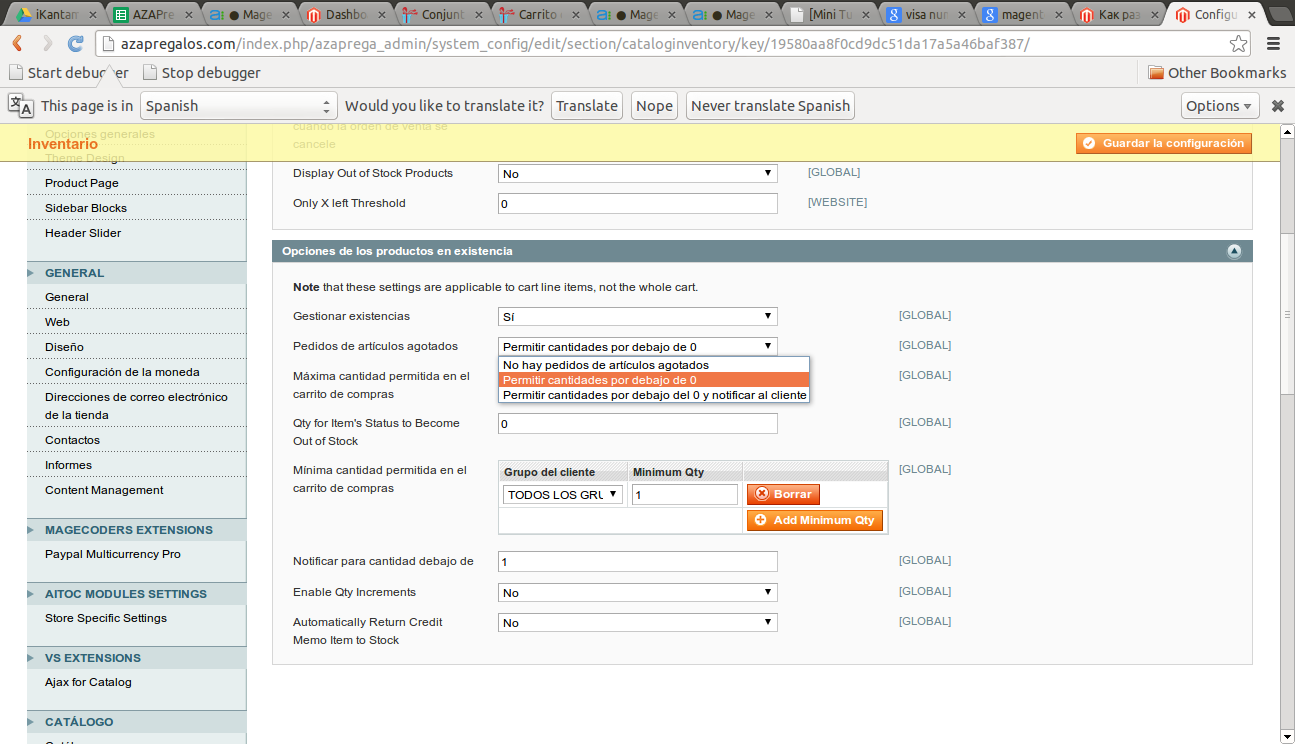 iKantam
AZAPre
● Mage
Dashbo
Conjunt
Carrito
● Mage
● Mage
[Mini Tu
visa nun
magent
Как раз
Configu
azapregalos.com/index.php/azaprega_admin/system_config/edit/section/cataloginventory/key/19580aa8f0cd9dc51da17a5a46baf387/
Start debugger
Stop debugger
Other Bookmarks
This page is in
Spanish
Would you like to translate it?
Translate
Nope
Never translate Spanish
Options
Opciones generales
cuando la orden de venta se
cancele
Inventario
Guardar la configuración
Theme Design
Product Page
Sidebar Blocks
Header Slider
GENERAL
General
Web
Diseño
Configuración de la moneda
Direcciones de correo electrónico
de la tienda
Contactos
Informes
Content Management
MAGECODERS EXTENSIONS
Paypal Multicurrency Pro
AITOC MODULES SETTINGS
Store Specific Settings
VS EXTENSIONS
Ajax for Catalog
CATÁLOGO
Display Out of Stock Products
No
[GLOBAL]
Only X left Threshold
0
[WEBSITE]
Opciones de los productos en existencia
Note that these settings are applicable to cart line items, not the whole cart.
Gestionar existencias
Sí
[GLOBAL]
Pedidos de artículos agotados
Permitir cantidades por debajo de 0
[GLOBAL]
No hay pedidos de artículos agotados
Permitir cantidades por debajo de 0
Permitir cantidades por debajo del 0 y notificar al cliente
Máxima cantidad permitida en el
carrito de compras
[GLOBAL]
Qty for Item's Status to Become
Out of Stock
0
[GLOBAL]
Mínima cantidad permitida en el
carrito de compras
Grupo del cliente
Minimum Qty
TODOS LOS GRU
1
Borrar
Add Minimum Qty
[GLOBAL]
Notificar para cantidad debajo de
1
[GLOBAL]
Enable Qty Increments
No
[GLOBAL]
Automatically Return Credit
Memo Item to Stock
No
[GLOBAL]